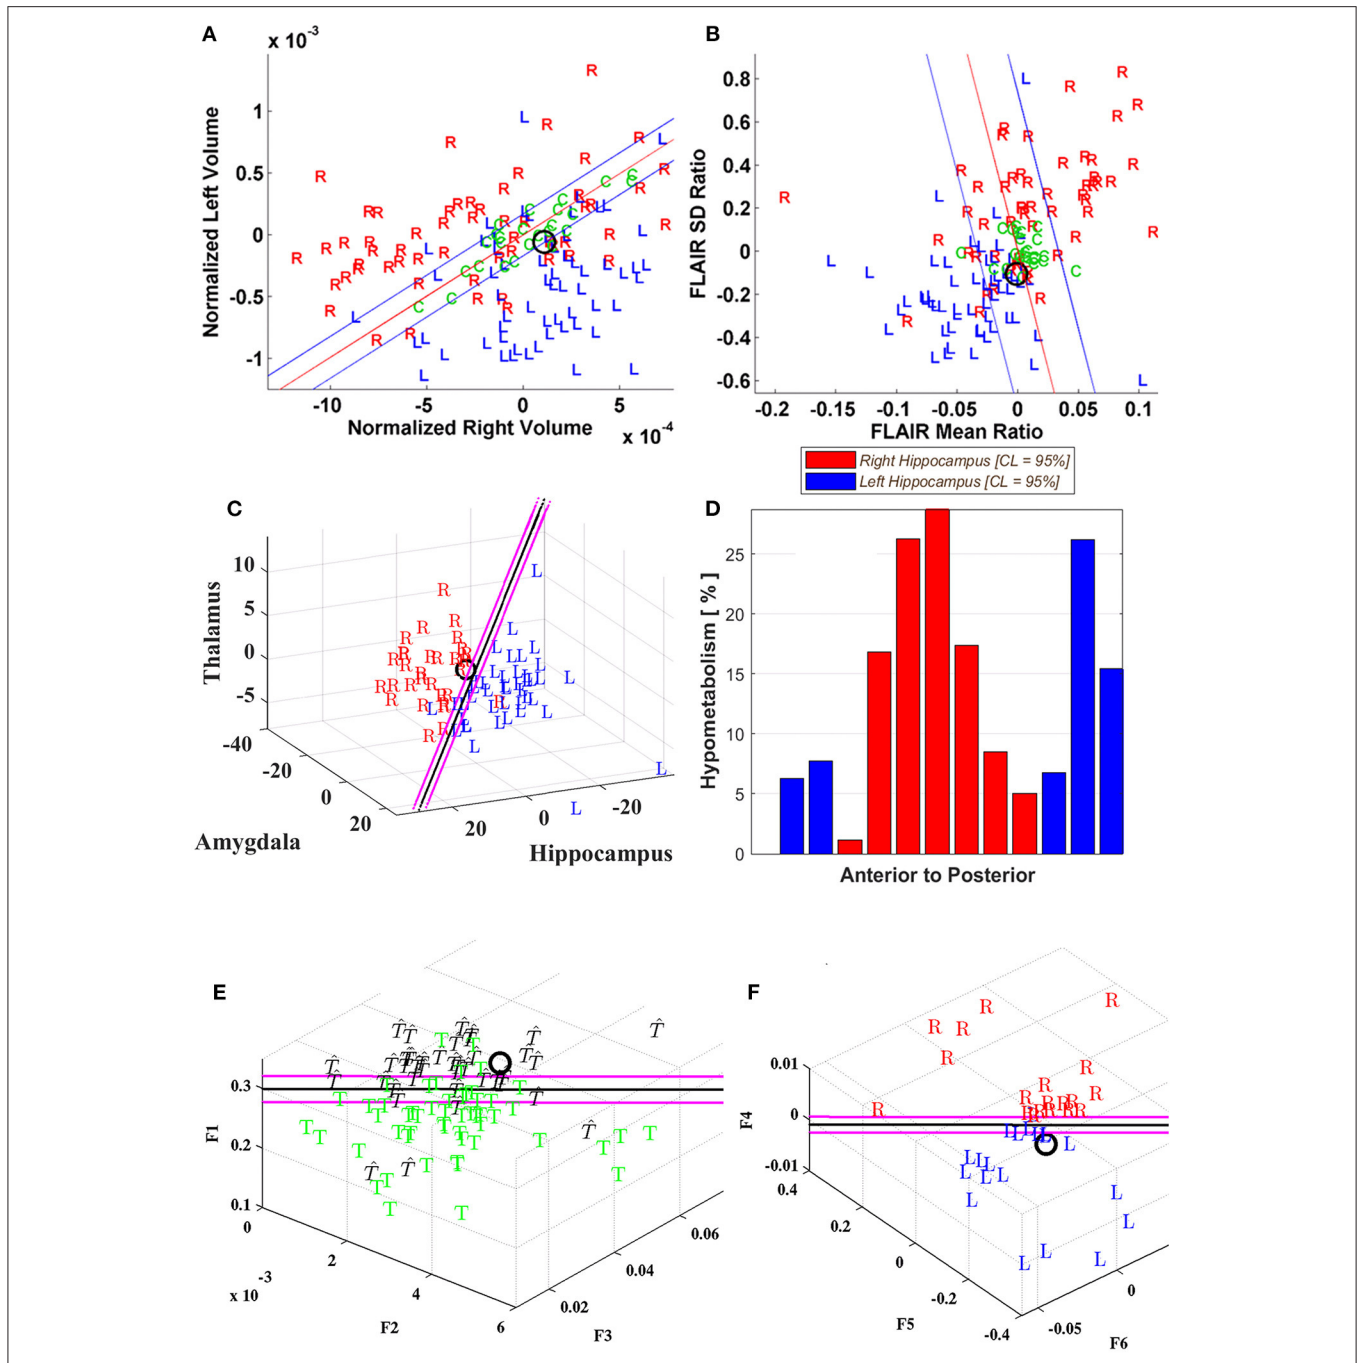 A
x 10⁻³
Normalized Left Volume
1
0.5
0
-0.5
-1
-10
-5
0
5
Normalized Right Volume
x 10⁻⁴
B
FLAIR SD Ratio
0.8
0.6
0.4
0.2
0
-0.2
-0.4
-0.6
-0.2
-0.15
-0.1
-0.05
0
0.05
0.1
FLAIR Mean Ratio
Right Hippocampus [CL = 95%]
Left Hippocampus [CL = 95%]
C
Thalamus
10
5
0
-5
-40
-20
0
20
Amygdala
20
0
-20
Hippocampus
D
Hypometabolism [ % ]
25
20
15
10
5
0
Anterior to Posterior
E
F1
0.3
0.2
0.1
0
2
4
6
x 10⁻³
F2
0.02
0.04
0.06
F3
F
F4
0.01
0
-0.01
0.4
0.2
0
-0.2
-0.4
F5
-0.05
0
F6